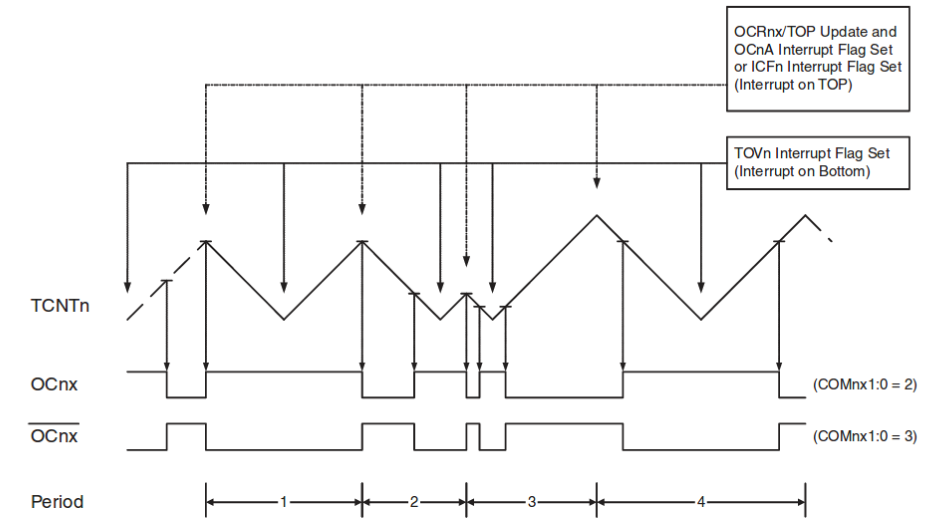 OCRnx/TOP Update and
OCnA Interrupt Flag Set
or ICFn Interrupt Flag Set
(Interrupt on TOP)
TOVn Interrupt Flag Set
(Interrupt on Bottom)
TCNTn
OCnx
(COMnx1:0 = 2)
OCnx
(COMnx1:0 = 3)
Period
1
2
3
4